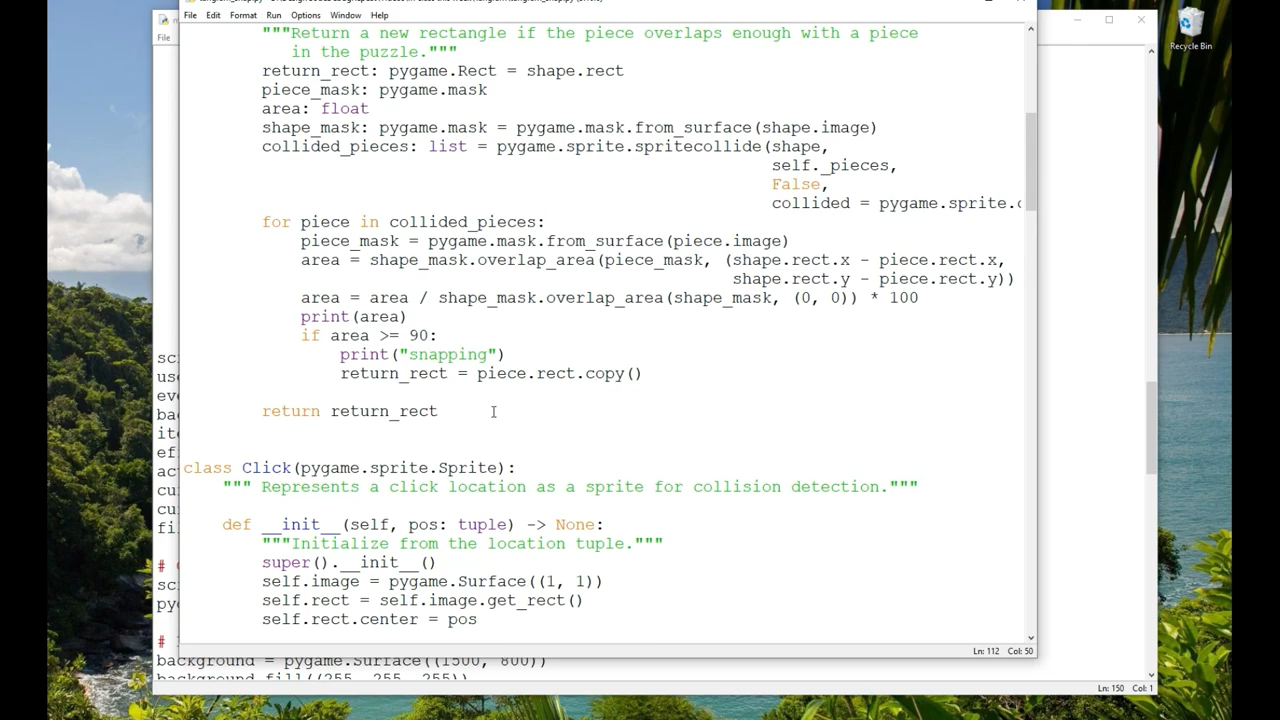 File Edit Format Run Options Window Help
Recycle Bin
File
"""Return a new rectangle if the piece overlaps enough with a piece
in the puzzle."""
return_rect: pygame.Rect = shape.rect
piece_mask: pygame.mask
area: float
shape_mask: pygame.mask = pygame.mask.from_surface(shape.image)
collided_pieces: list = pygame.sprite.spritecollide(shape,
self._pieces,
False,
collided = pygame.sprite.
for piece in collided_pieces:
piece_mask = pygame.mask.from_surface(piece.image)
area = shape_mask.overlap_area(piece_mask, (shape.rect.x - piece.rect.x,
shape.rect.y - piece.rect.y))
area = area / shape_mask.overlap_area(shape_mask, (0, 0)) * 100
print(area)
if area >= 90:
print("snapping")
return_rect = piece.rect.copy()
return return_rect
class Click(pygame.sprite.Sprite):
""" Represents a click location as a sprite for collision detection."""
def __init__(self, pos: tuple) -> None:
"""Initialize from the location tuple."""
super().__init__()
self.image = pygame.Surface((1, 1))
self.rect = self.image.get_rect()
self.rect.center = pos
Ln: 112 Col: 50
background = pygame.Surface((1500, 800))
background.fill((255, 255, 255))
Ln: 150 Col: 1